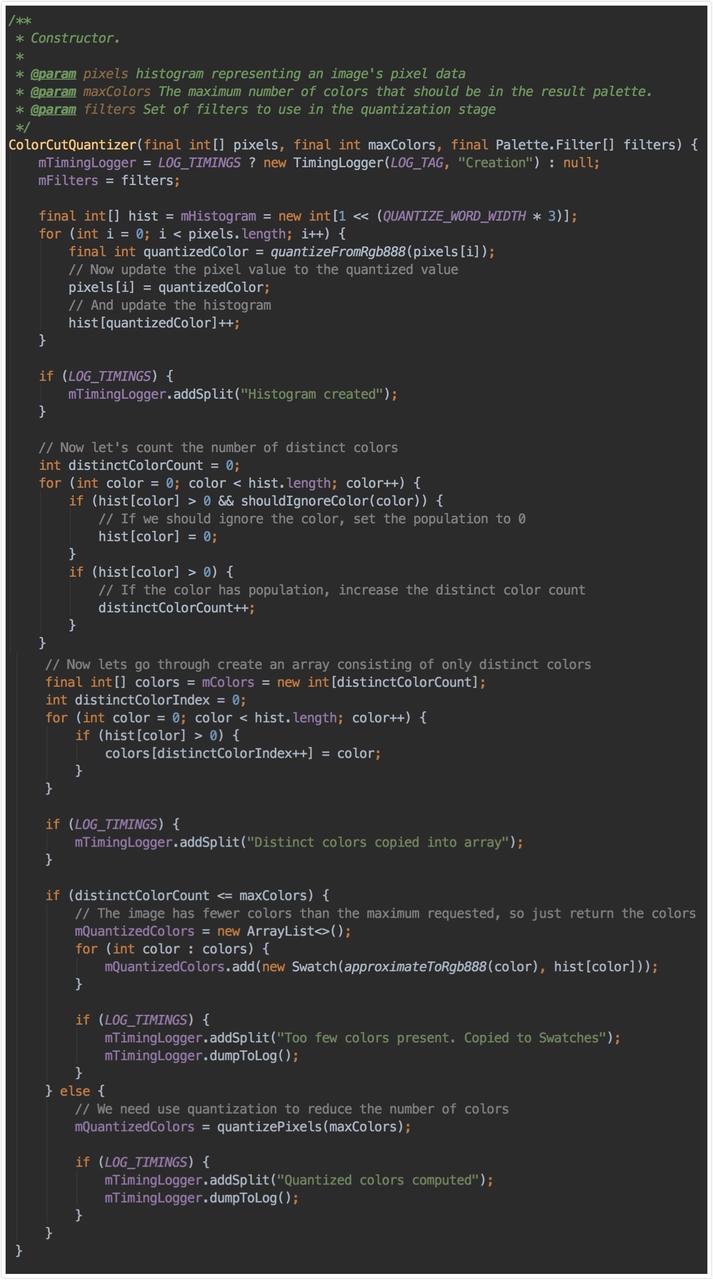 /**
 * Constructor.
 *
 * @param pixels histogram representing an image's pixel data
 * @param maxColors The maximum number of colors that should be in the result palette.
 * @param filters Set of filters to use in the quantization stage
 */
ColorCutQuantizer(final int[] pixels, final int maxColors, final Palette.Filter[] filters) {
    mTimingLogger = LOG_TIMINGS ? new TimingLogger(LOG_TAG, "Creation") : null;
    mFilters = filters;

    final int[] hist = mHistogram = new int[1 << (QUANTIZE_WORD_WIDTH * 3)];
    for (int i = 0; i < pixels.length; i++) {
        final int quantizedColor = quantizeFromRgb888(pixels[i]);
        // Now update the pixel value to the quantized value
        pixels[i] = quantizedColor;
        // And update the histogram
        hist[quantizedColor]++;
    }

    if (LOG_TIMINGS) {
        mTimingLogger.addSplit("Histogram created");
    }

    // Now let's count the number of distinct colors
    int distinctColorCount = 0;
    for (int color = 0; color < hist.length; color++) {
        if (hist[color] > 0 && shouldIgnoreColor(color)) {
            // If we should ignore the color, set the population to 0
            hist[color] = 0;
        }
        if (hist[color] > 0) {
            // If the color has population, increase the distinct color count
            distinctColorCount++;
        }
    }
    // Now lets go through create an array consisting of only distinct colors
    final int[] colors = mColors = new int[distinctColorCount];
    int distinctColorIndex = 0;
    for (int color = 0; color < hist.length; color++) {
        if (hist[color] > 0) {
            colors[distinctColorIndex++] = color;
        }
    }

    if (LOG_TIMINGS) {
        mTimingLogger.addSplit("Distinct colors copied into array");
    }

    if (distinctColorCount <= maxColors) {
        // The image has fewer colors than the maximum requested, so just return the colors
        mQuantizedColors = new ArrayList<>();
        for (int color : colors) {
            mQuantizedColors.add(new Swatch(approximateToRgb888(color), hist[color]));
        }

        if (LOG_TIMINGS) {
            mTimingLogger.addSplit("Too few colors present. Copied to Swatches");
            mTimingLogger.dumpToLog();
        }
    } else {
        // We need use quantization to reduce the number of colors
        mQuantizedColors = quantizePixels(maxColors);

        if (LOG_TIMINGS) {
            mTimingLogger.addSplit("Quantized colors computed");
            mTimingLogger.dumpToLog();
        }
    }
}